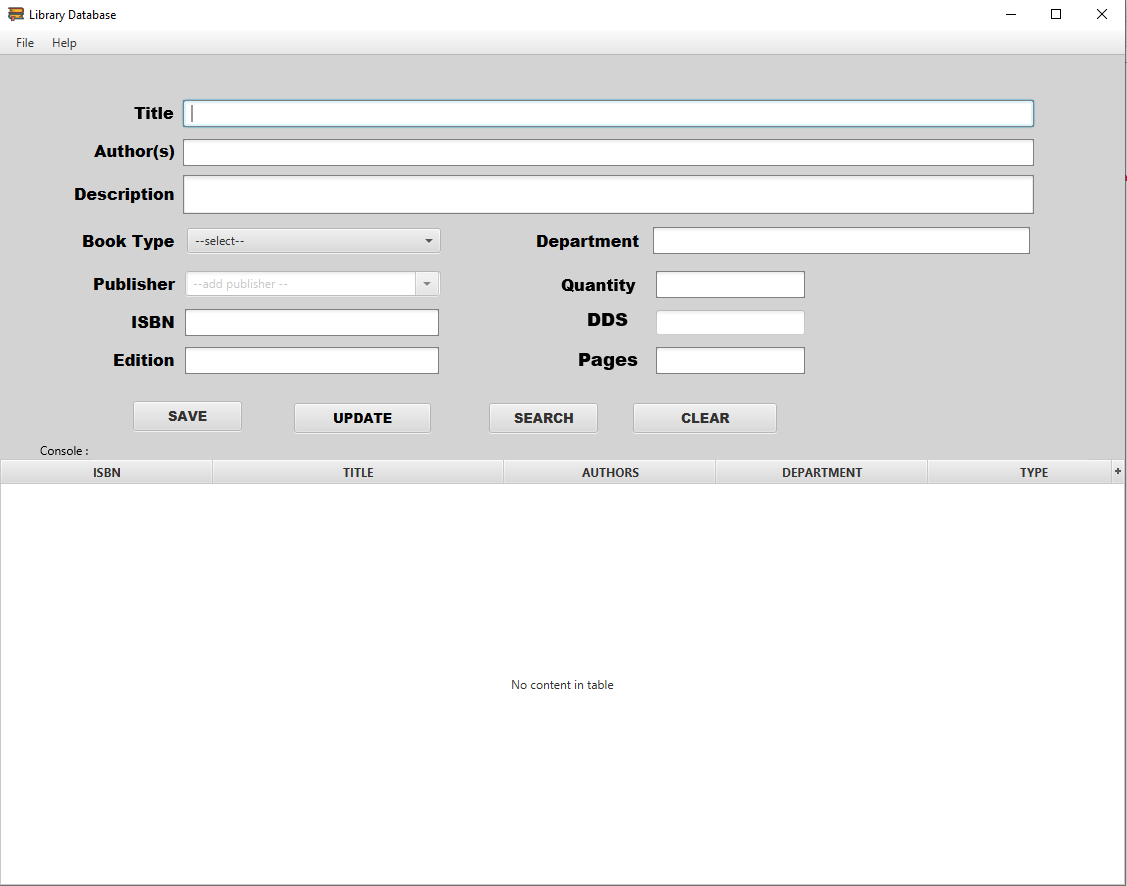 Library Database
File Help
Title
Author(s)
Description
Book Type --select-- Department
Publisher --add publisher -- Quantity
ISBN DDS
Edition Pages
SAVE UPDATE SEARCH CLEAR
Console :
ISBN TITLE AUTHORS DEPARTMENT TYPE +
No content in table